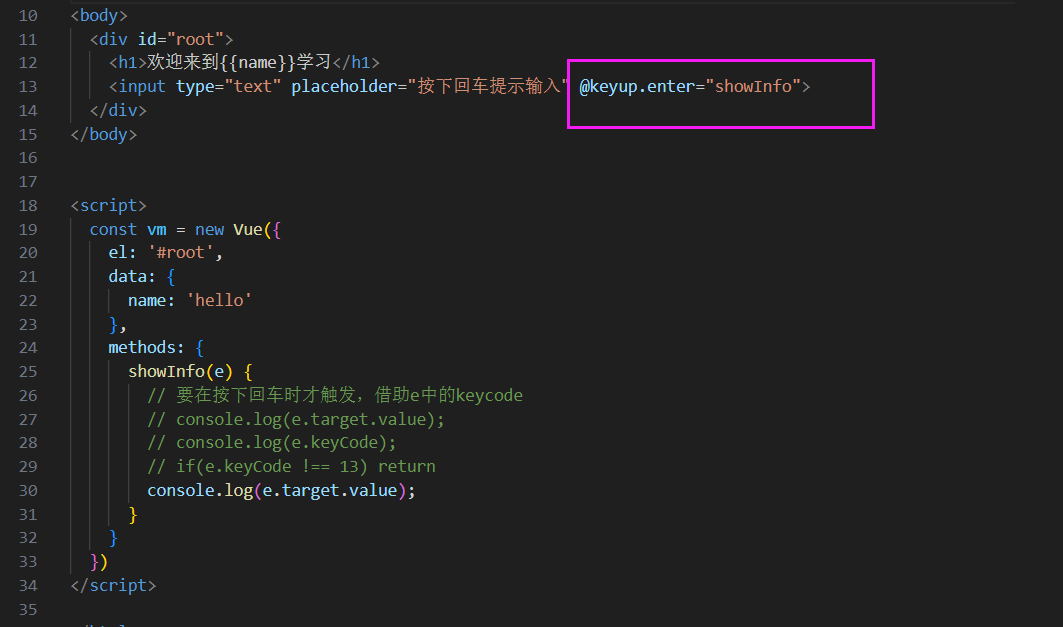 10 <body>
11 <div id="root">
12 <h1>欢迎来到{{name}}学习</h1>
13 <input type="text" placeholder="按下回车提示输入" @keyup.enter="showInfo">
14 </div>
15 </body>
16
17
18 <script>
19 const vm = new Vue({
20 el: '#root',
21 data: {
22 name: 'hello'
23 },
24 methods: {
25 showInfo(e) {
26 // 要在按下回车时才触发，借助e中的keycode
27 // console.log(e.target.value);
28 // console.log(e.keyCode);
29 // if(e.keyCode !== 13) return
30 console.log(e.target.value);
31 }
32 }
33 })
34 </script>
35